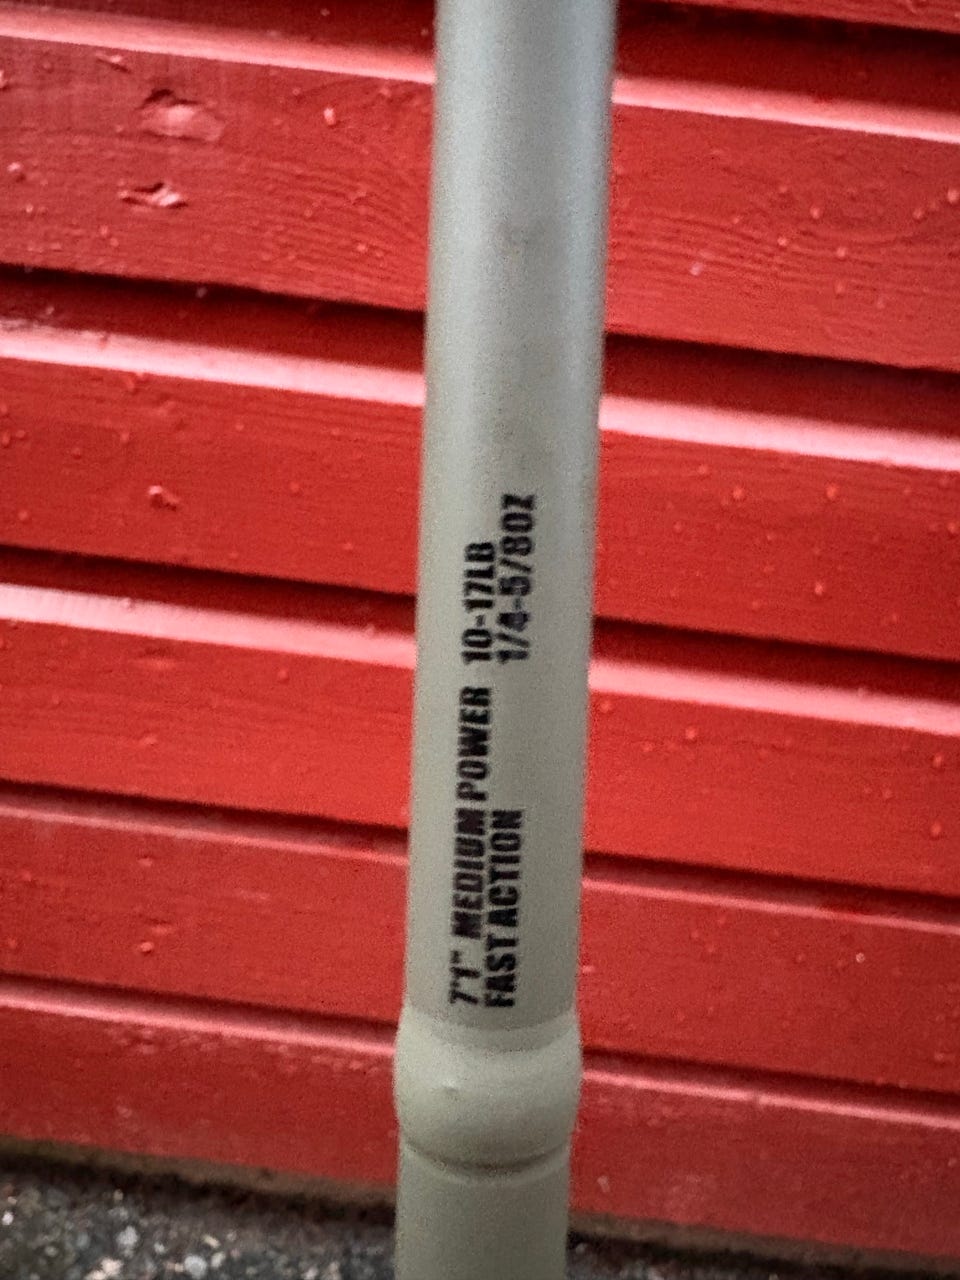 7'1" MEDIUM POWER 10-17LB
FAST ACTION 1/4-5/8OZ